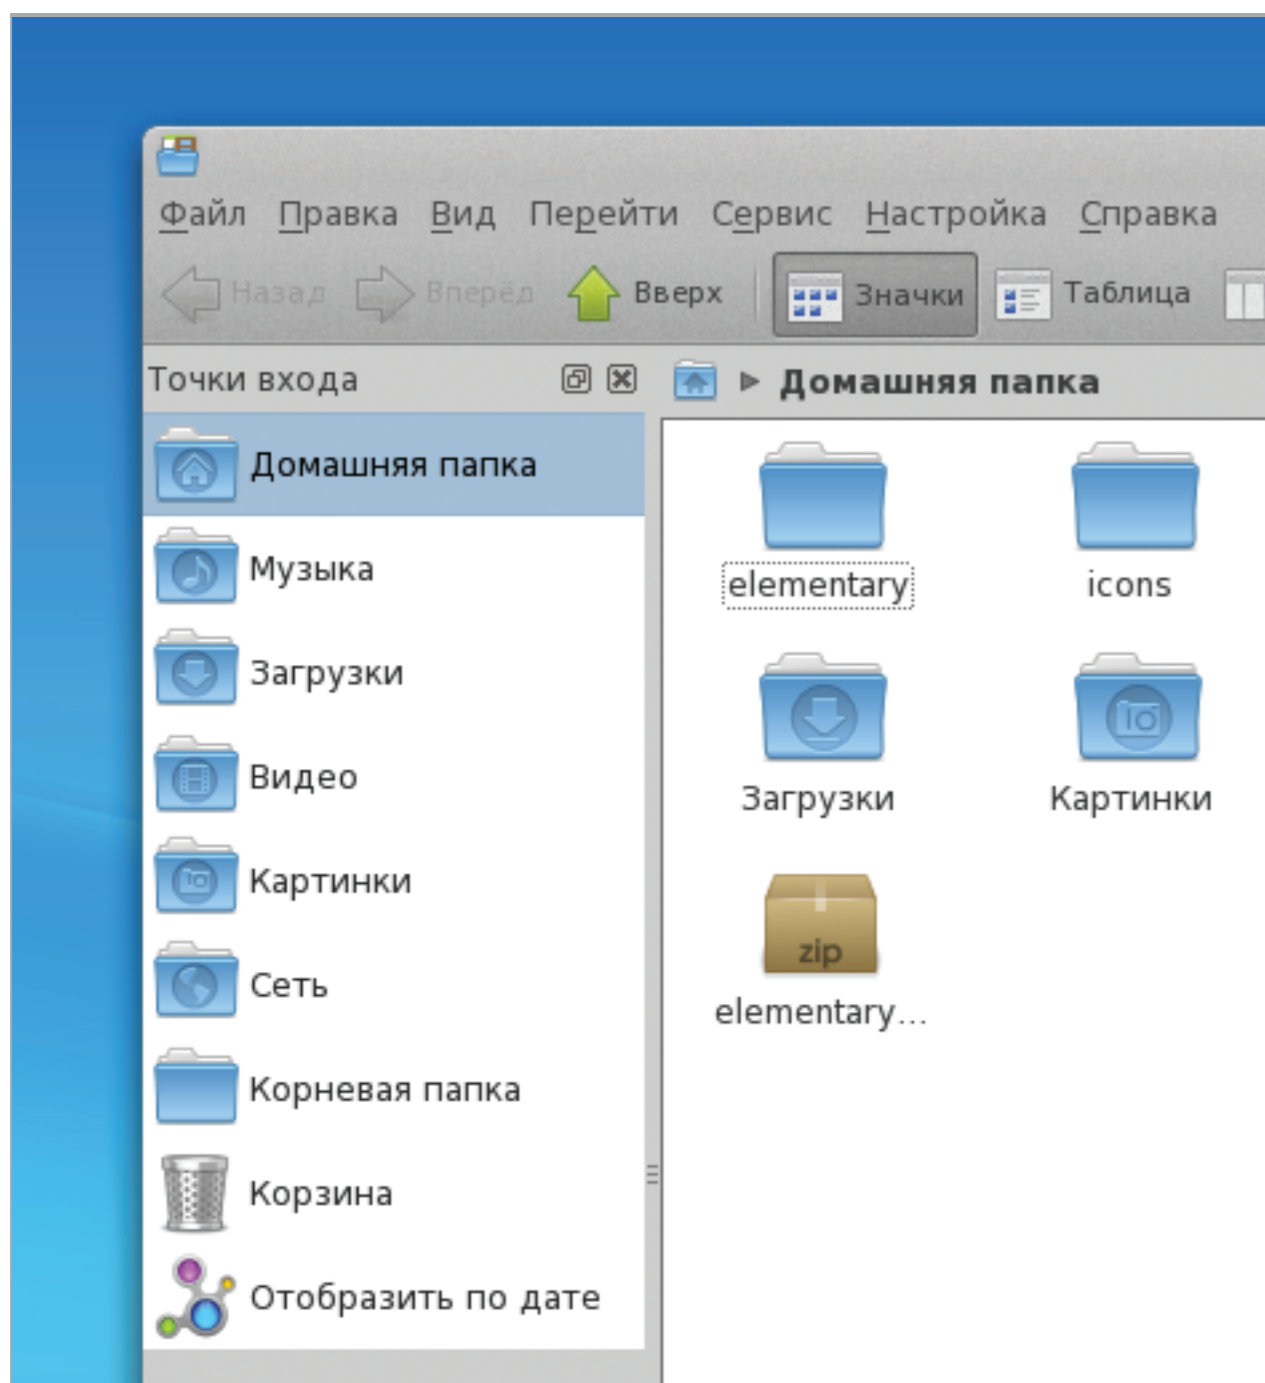 Файл Правка Вид Перейти Сервис Настройка Справка
Назад Вперёд Вверх Значки Таблица
Точки входа
Домашняя папка
Домашняя папка
Музыка
Загрузки
Видео
Картинки
Сеть
Корневая папка
Корзина
Отобразить по дате
elementary icons
Загрузки Картинки
zip
elementary...